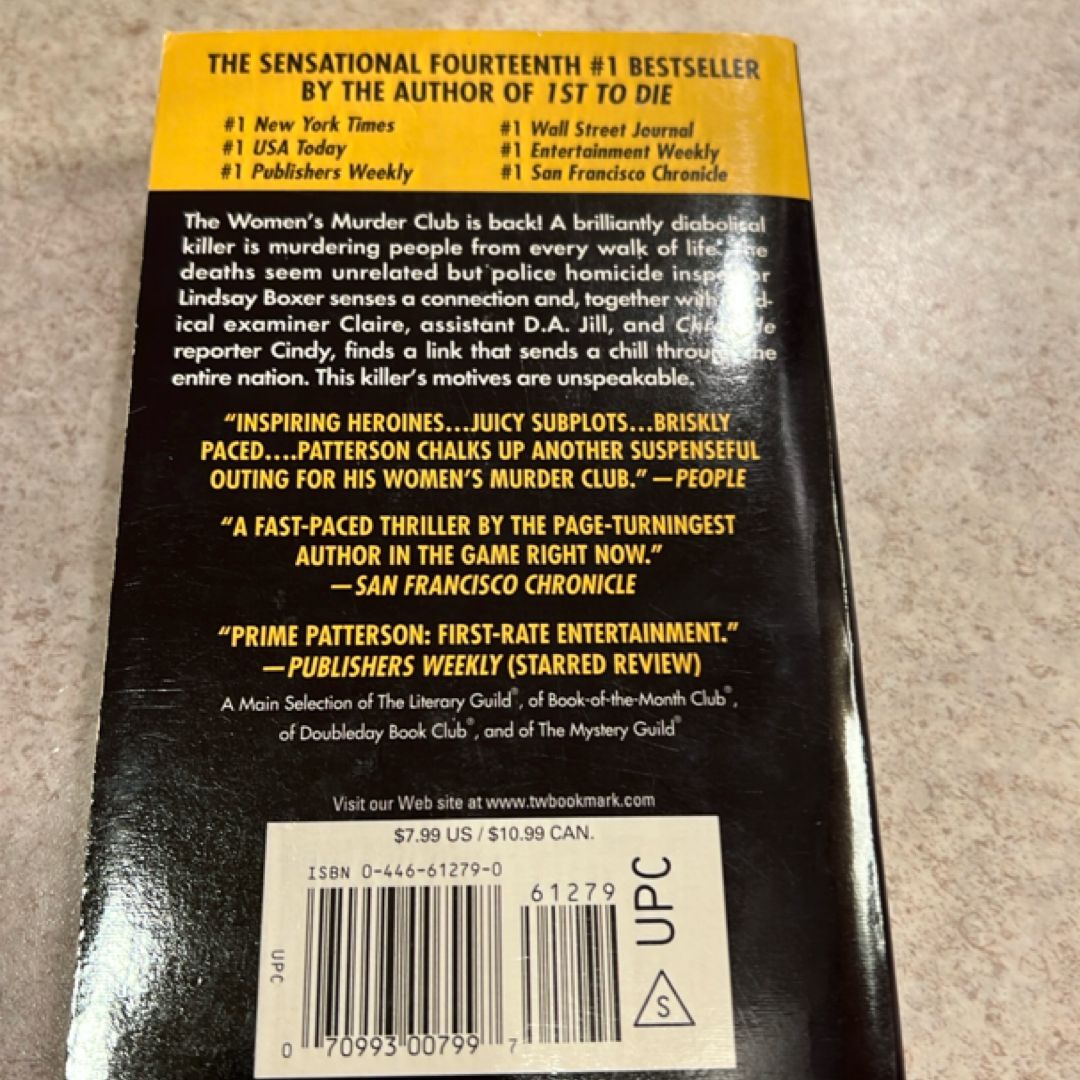 THE SENSATIONAL FOURTEENTH #1 BESTSELLER
BY THE AUTHOR OF 1ST TO DIE
#1 New York Times
#1 USA Today
#1 Publishers Weekly
#1 Wall Street Journal
#1 Entertainment Weekly
#1 San Francisco Chronicle
The Women's Murder Club is back! A brilliantly diabolical
killer is murdering people from every walk of life. The
deaths seem unrelated but police homicide inspector
Lindsay Boxer senses a connection and, together with med-
ical examiner Claire, assistant D.A. Jill, and Chronicle
reporter Cindy, finds a link that sends a chill through the
entire nation. This killer's motives are unspeakable.
"INSPIRING HEROINES...JUICY SUBPLOTS...BRISKLY
PACED....PATTERSON CHALKS UP ANOTHER SUSPENSEFUL
OUTING FOR HIS WOMEN'S MURDER CLUB." —PEOPLE
"A FAST-PACED THRILLER BY THE PAGE-TURNINGEST
AUTHOR IN THE GAME RIGHT NOW."
—SAN FRANCISCO CHRONICLE
"PRIME PATTERSON: FIRST-RATE ENTERTAINMENT."
—PUBLISHERS WEEKLY (STARRED REVIEW)
A Main Selection of The Literary Guild®, of Book-of-the-Month Club®,
of Doubleday Book Club®, and of The Mystery Guild®
Visit our Web site at www.twbookmark.com
$7.99 US / $10.99 CAN.
ISBN 0-446-61279-0
61279
UPC
UPC
S
0 70993 00799 7